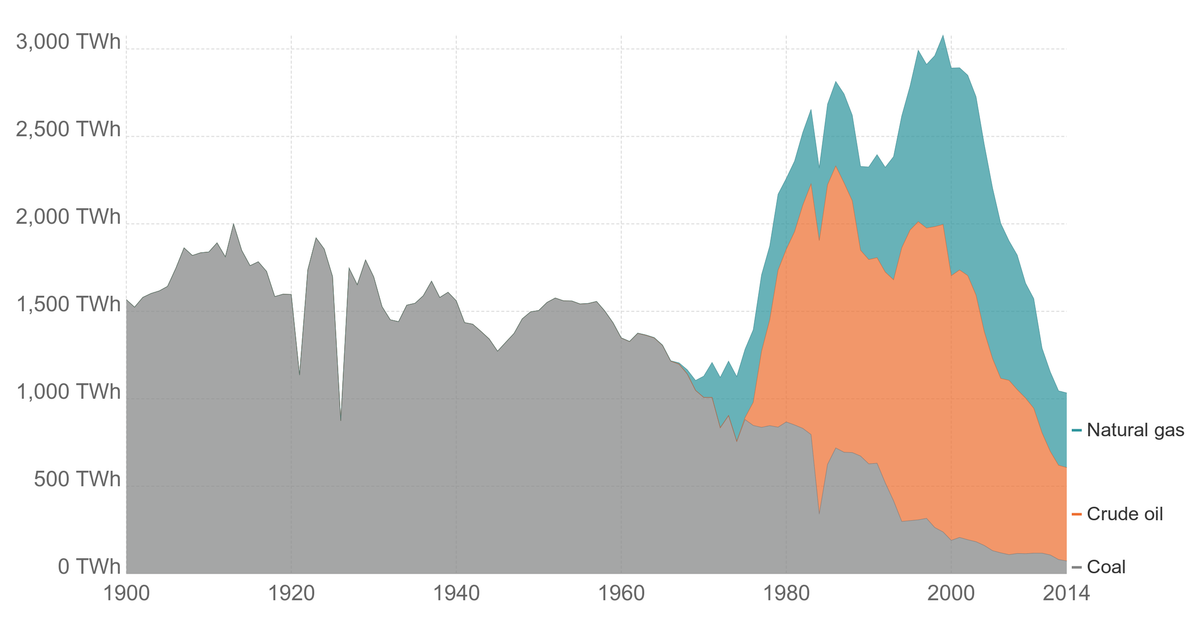 3,000 TWh
2,500 TWh
2,000 TWh
1,500 TWh
1,000 TWh
500 TWh
0 TWh
Natural gas
Crude oil
Coal
1900 1920 1940 1960 1980 2000 2014